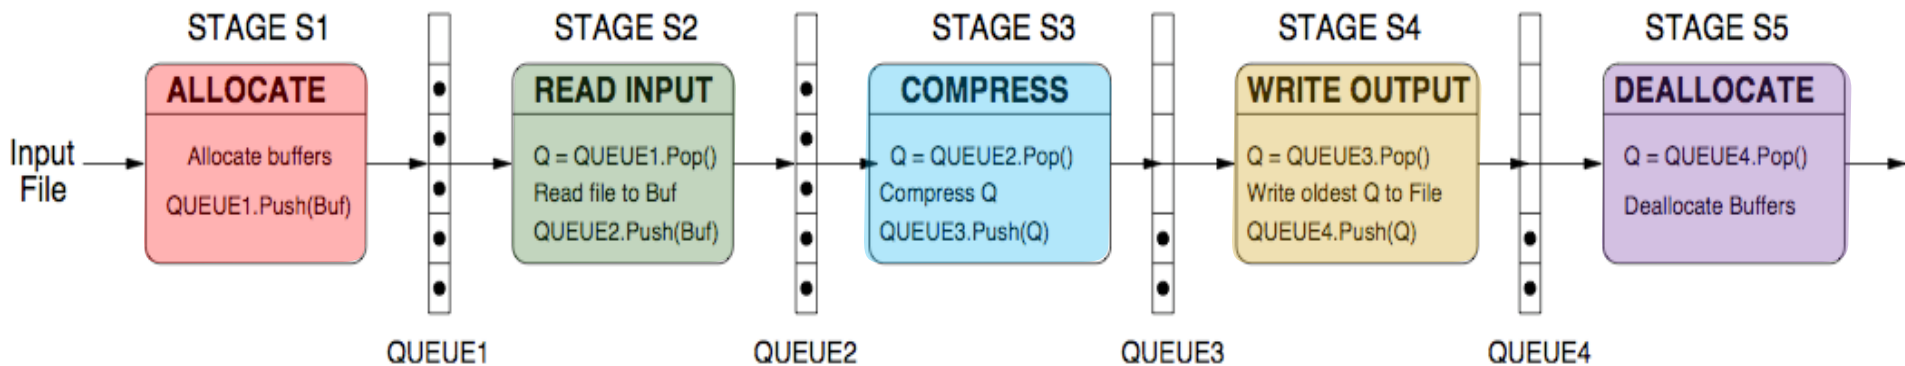 STAGE S1
STAGE S2
STAGE S3
STAGE S4
STAGE S5
Input
File
ALLOCATE
Allocate buffers
QUEUE1.Push(Buf)
READ INPUT
Q = QUEUE1.Pop()
Read file to Buf
QUEUE2.Push(Buf)
COMPRESS
Q = QUEUE2.Pop()
Compress Q
QUEUE3.Push(Q)
WRITE OUTPUT
Q = QUEUE3.Pop()
Write oldest Q to File
QUEUE4.Push(Q)
DEALLOCATE
Q = QUEUE4.Pop()
Deallocate Buffers
QUEUE1
QUEUE2
QUEUE3
QUEUE4